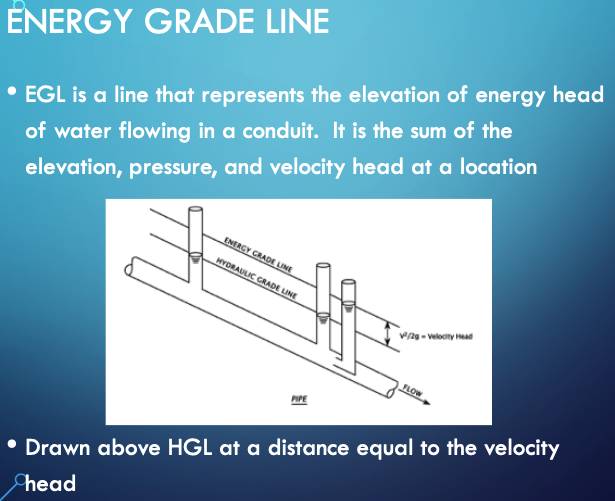 ENERGY GRADE LINE
• EGL is a line that represents the elevation of energy head
of water flowing in a conduit. It is the sum of the
elevation, pressure, and velocity head at a location
ENERGY GRADE LINE
HYDRAULIC GRADE LINE
V²/2g = Velocity Head
FLOW
PIPE
• Drawn above HGL at a distance equal to the velocity
head